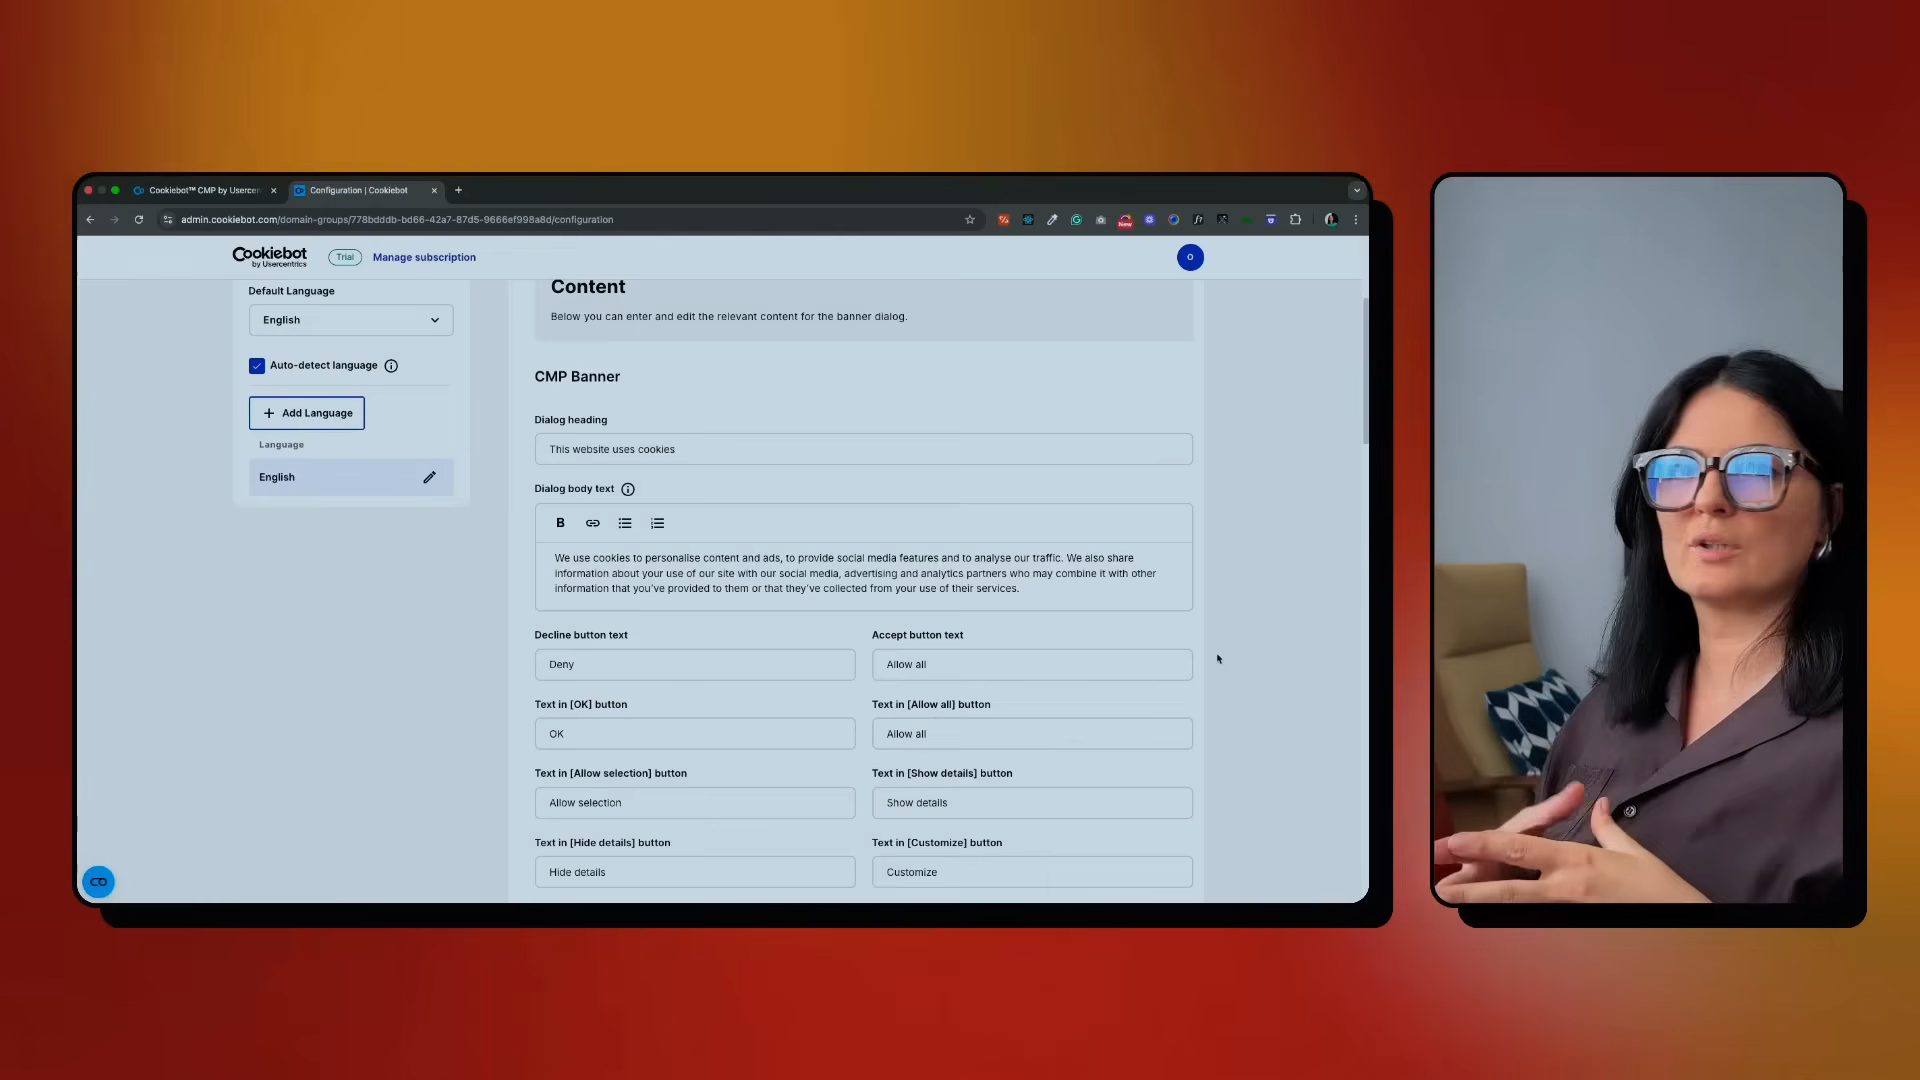 Cookiebot™ CMP by Usercen
Configuration | Cookiebot
admin.cookiebot.com/domain-groups/778bdddb-bd66-42a7-87d5-9666ef998a8d/configuration
New
Cookiebot
by Usercentrics
Trial
Manage subscription
O
Default Language
English
Auto-detect language
Add Language
Language
English
Content
Below you can enter and edit the relevant content for the banner dialog.
CMP Banner
Dialog heading
This website uses cookies
Dialog body text
B
We use cookies to personalise content and ads, to provide social media features and to analyse our traffic. We also share
information about your use of our site with our social media, advertising and analytics partners who may combine it with other
information that you've provided to them or that they've collected from your use of their services.
Decline button text
Accept button text
Deny
Allow all
Text in [OK] button
Text in [Allow all] button
OK
Allow all
Text in [Allow selection] button
Text in [Show details] button
Allow selection
Show details
Text in [Hide details] button
Text in [Customize] button
Hide details
Customize